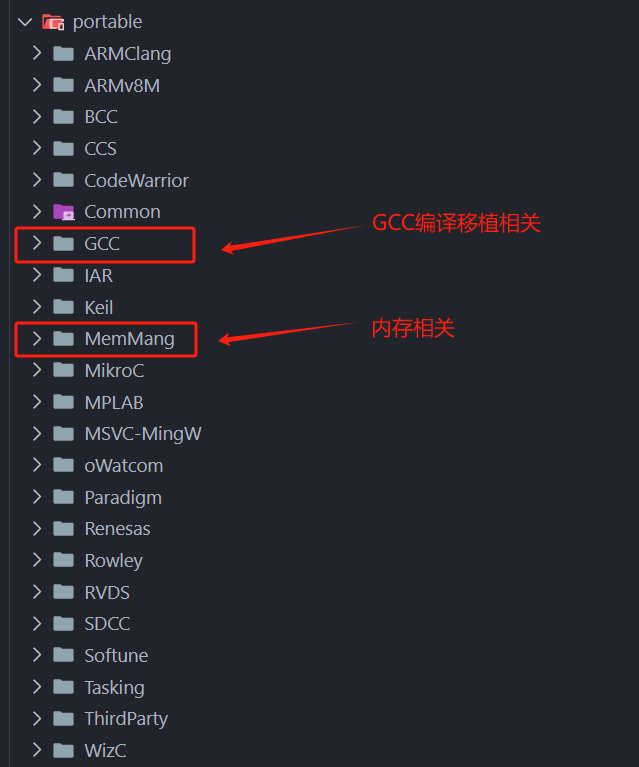 portable
ARMClang
ARMv8M
BCC
CCS
CodeWarrior
Common
GCC编译移植相关
GCC
IAR
Keil
内存相关
MemMang
MikroC
MPLAB
MSVC-MingW
oWatcom
Paradigm
Renesas
Rowley
RVDS
SDCC
Softune
Tasking
ThirdParty
WizC